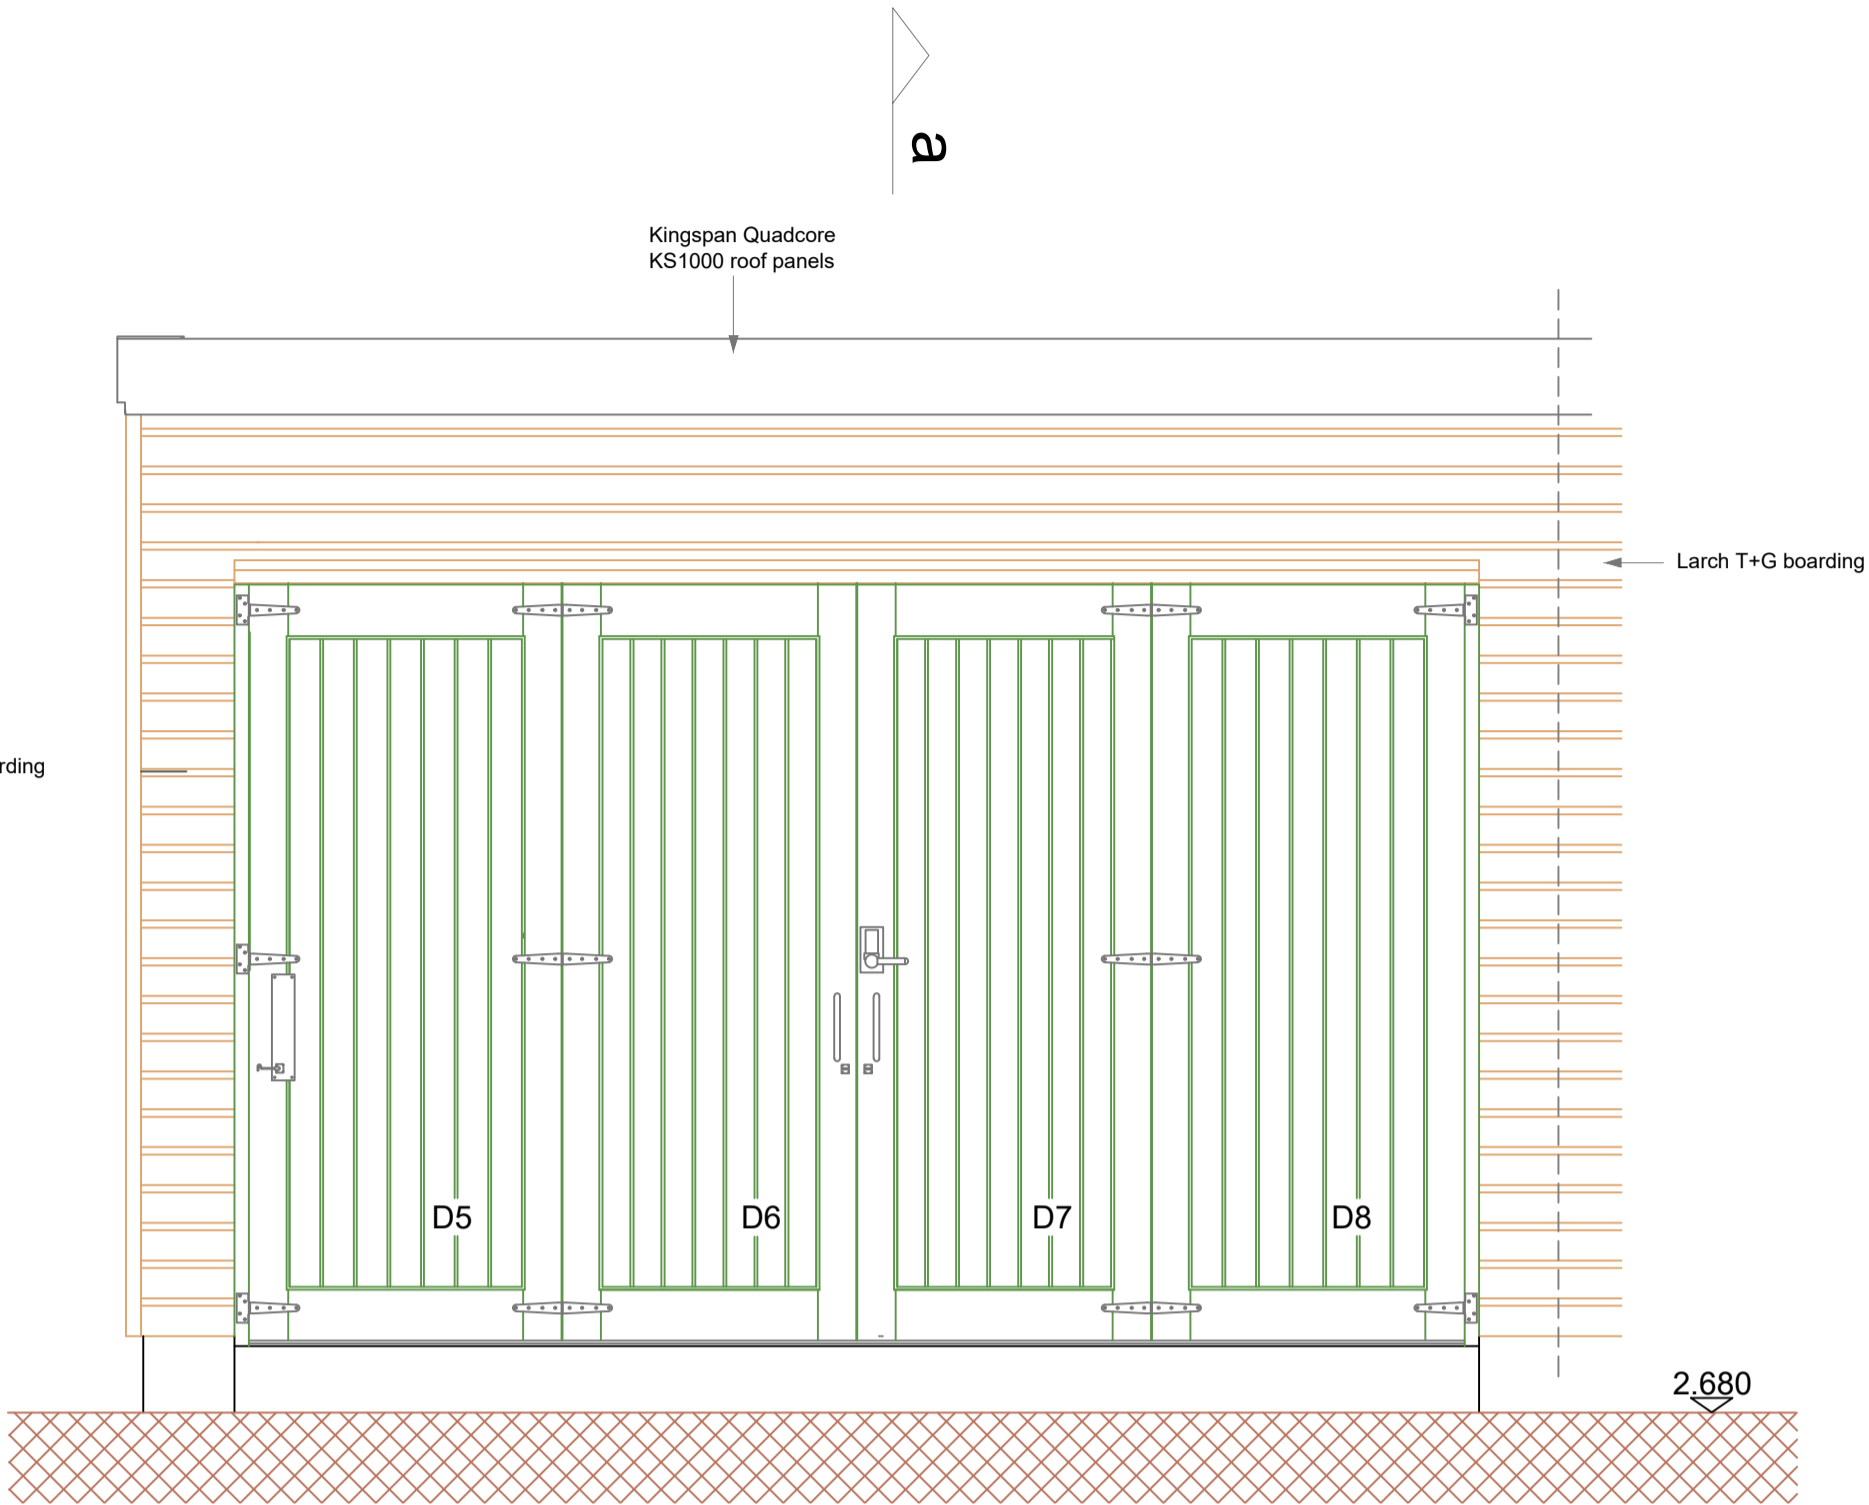 a
Kingspan Quadcore
KS1000 roof panels
Larch T+G boarding
rding
D5 D6 D7 D8
2.680